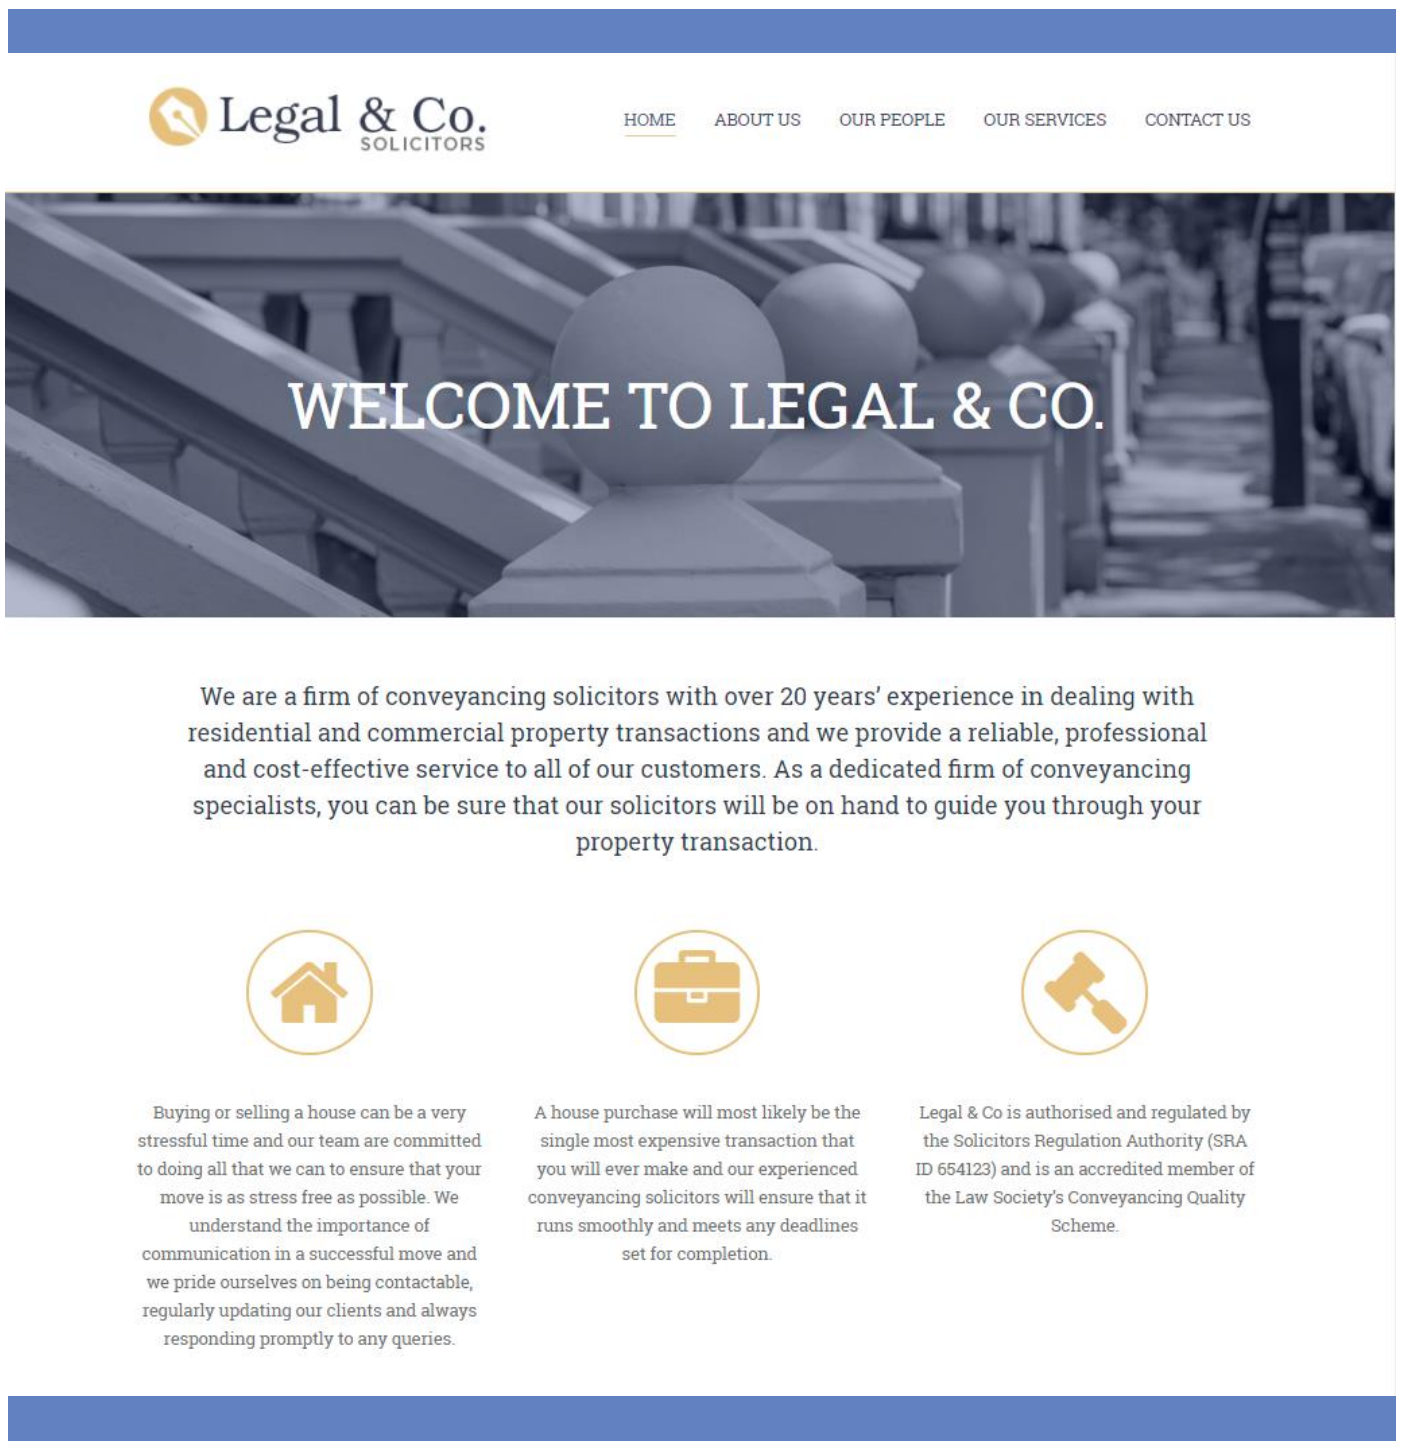 Legal & Co.
SOLICITORS
HOME ABOUT US OUR PEOPLE OUR SERVICES CONTACT US
WELCOME TO LEGAL & CO.
We are a firm of conveyancing solicitors with over 20 years’ experience in dealing with
residential and commercial property transactions and we provide a reliable, professional
and cost-effective service to all of our customers. As a dedicated firm of conveyancing
specialists, you can be sure that our solicitors will be on hand to guide you through your
property transaction.
Buying or selling a house can be a very
stressful time and our team are committed
to doing all that we can to ensure that your
move is as stress free as possible. We
understand the importance of
communication in a successful move and
we pride ourselves on being contactable,
regularly updating our clients and always
responding promptly to any queries.
A house purchase will most likely be the
single most expensive transaction that
you will ever make and our experienced
conveyancing solicitors will ensure that it
runs smoothly and meets any deadlines
set for completion.
Legal & Co is authorised and regulated by
the Solicitors Regulation Authority (SRA
ID 654123) and is an accredited member of
the Law Society’s Conveyancing Quality
Scheme.